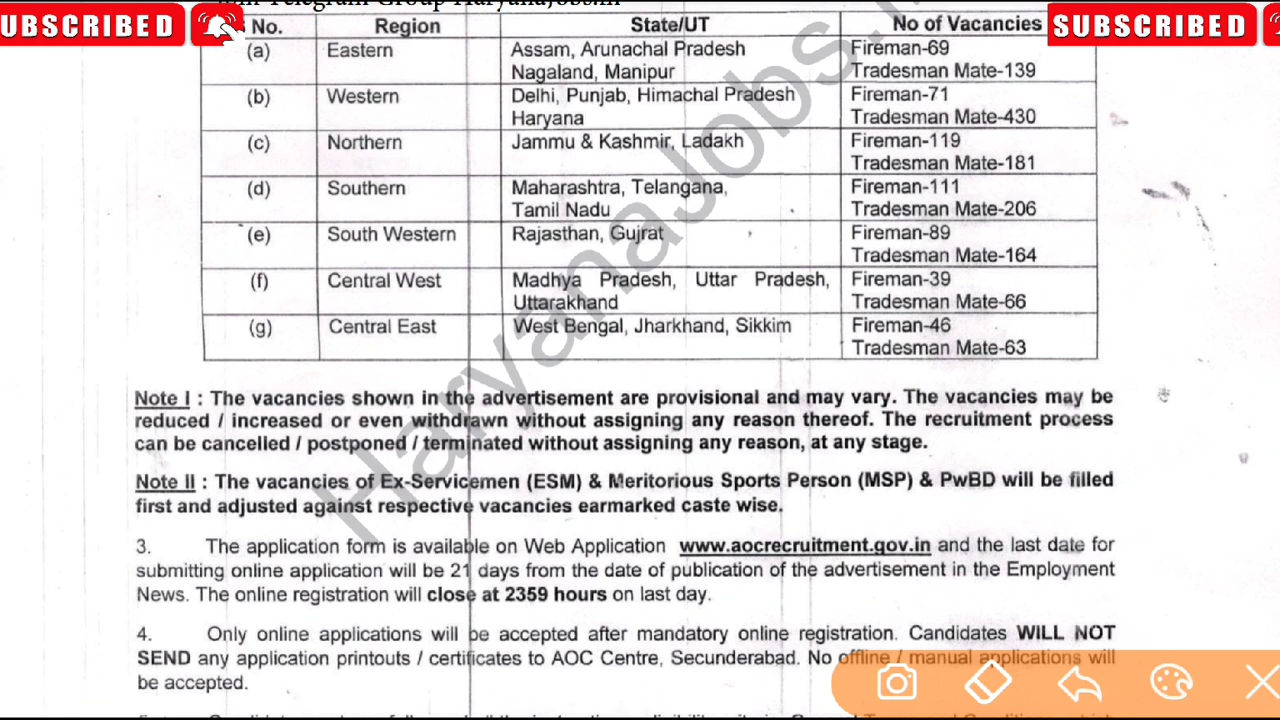 Join Telegram Group HaryanaJobs.in
SUBSCRIBED
SUBSCRIBED
No. Region State/UT No of Vacancies
(a) Eastern Assam, Arunachal Pradesh Fireman-69
Nagaland, Manipur Tradesman Mate-139
(b) Western Delhi, Punjab, Himachal Pradesh Fireman-71
Haryana Tradesman Mate-430
(c) Northern Jammu & Kashmir, Ladakh Fireman-119
Tradesman Mate-181
(d) Southern Maharashtra, Telangana, Fireman-111
Tamil Nadu Tradesman Mate-206
(e) South Western Rajasthan, Gujrat Fireman-89
Tradesman Mate-164
(f) Central West Madhya Pradesh, Uttar Pradesh, Fireman-39
Uttarakhand Tradesman Mate-66
(g) Central East West Bengal, Jharkhand, Sikkim Fireman-46
Tradesman Mate-63
HaryanaJobs.
Note I : The vacancies shown in the advertisement are provisional and may vary. The vacancies may be
reduced / increased or even withdrawn without assigning any reason thereof. The recruitment process
can be cancelled / postponed / terminated without assigning any reason, at any stage.
Note II : The vacancies of Ex-Servicemen (ESM) & Meritorious Sports Person (MSP) & PwBD will be filled
first and adjusted against respective vacancies earmarked caste wise.
3. The application form is available on Web Application www.aocrecruitment.gov.in and the last date for
submitting online application will be 21 days from the date of publication of the advertisement in the Employment
News. The online registration will close at 2359 hours on last day.
4. Only online applications will be accepted after mandatory online registration. Candidates WILL NOT
SEND any application printouts / certificates to AOC Centre, Secunderabad. No offline / manual applications will
be accepted.